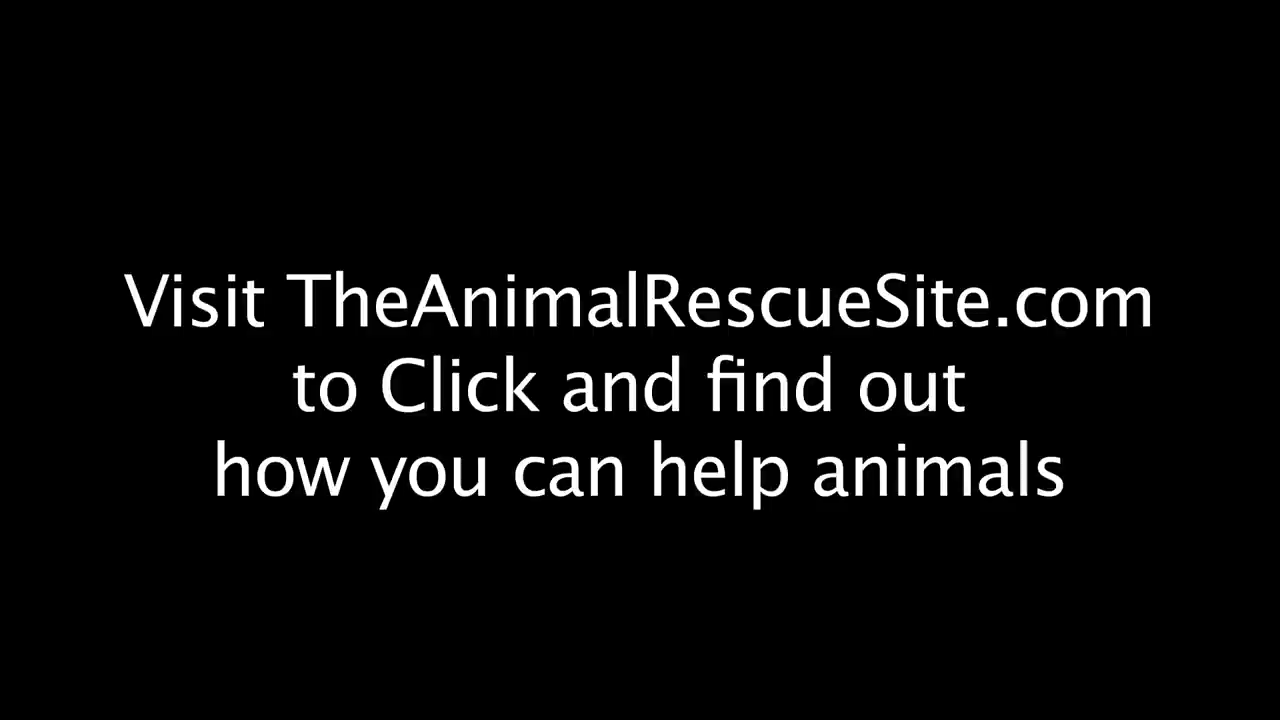 Visit TheAnimalRescueSite.com
to Click and find out
how you can help animals